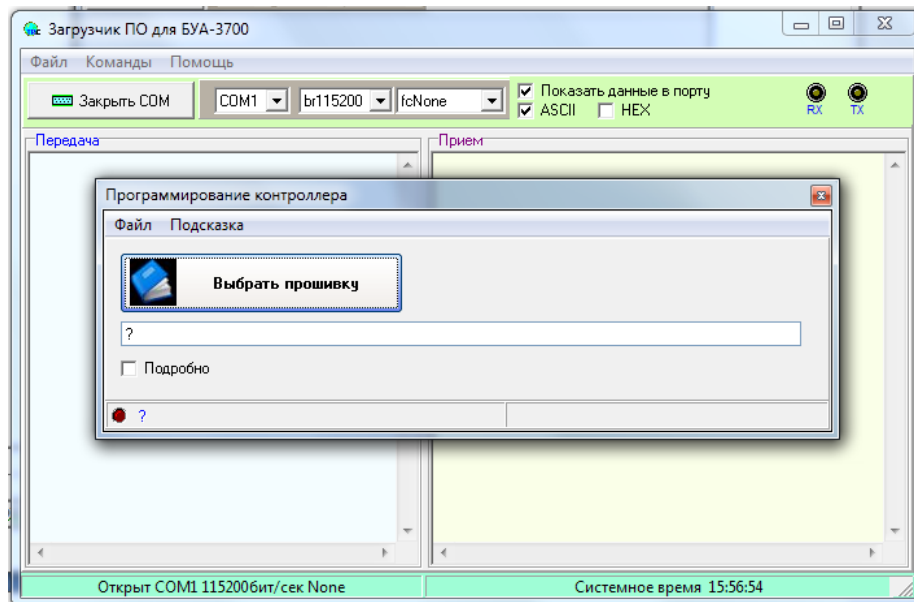 Загрузчик ПО для БУА-3700
Файл Команды Помощь
Закрыть COM
COM1
br115200
fcNone
Показать данные в порту
ASCII
HEX
RX
TX
Передача
Прием
Программирование контроллера
Файл Подсказка
Выбрать прошивку
?
Подробно
?
Открыт COM1 115200бит/сек None
Системное время 15:56:54